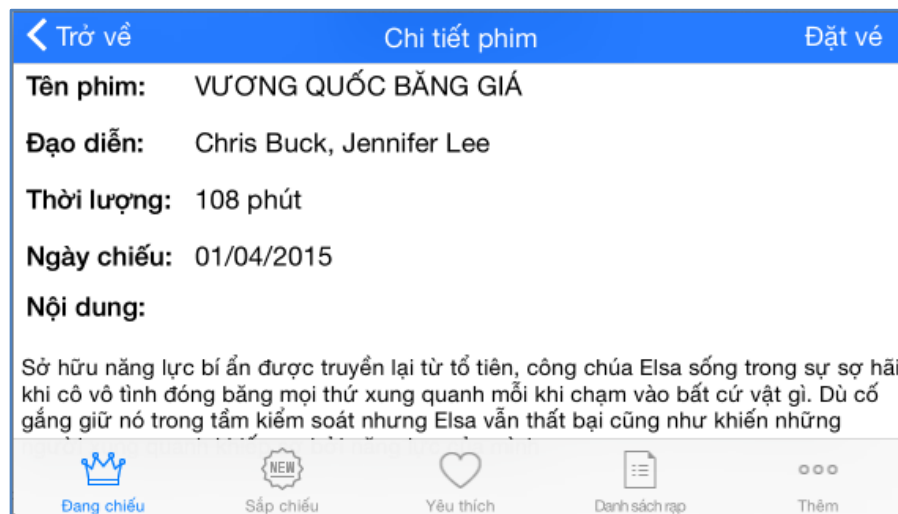 Trở về
Chi tiết phim
Đặt vé
Tên phim: VƯƠNG QUỐC BĂNG GIÁ
Đạo diễn: Chris Buck, Jennifer Lee
Thời lượng: 108 phút
Ngày chiếu: 01/04/2015
Nội dung:
Sở hữu năng lực bí ẩn được truyền lại từ tổ tiên, công chúa Elsa sống trong sự sợ hãi
khi cô vô tình đóng băng mọi thứ xung quanh mỗi khi chạm vào bất cứ vật gì. Dù cố
gắng giữ nó trong tầm kiểm soát nhưng Elsa vẫn thất bại cũng như khiến những
NEW
Đang chiếu
Sắp chiếu
Yêu thích
Danh sách rạp
Thêm